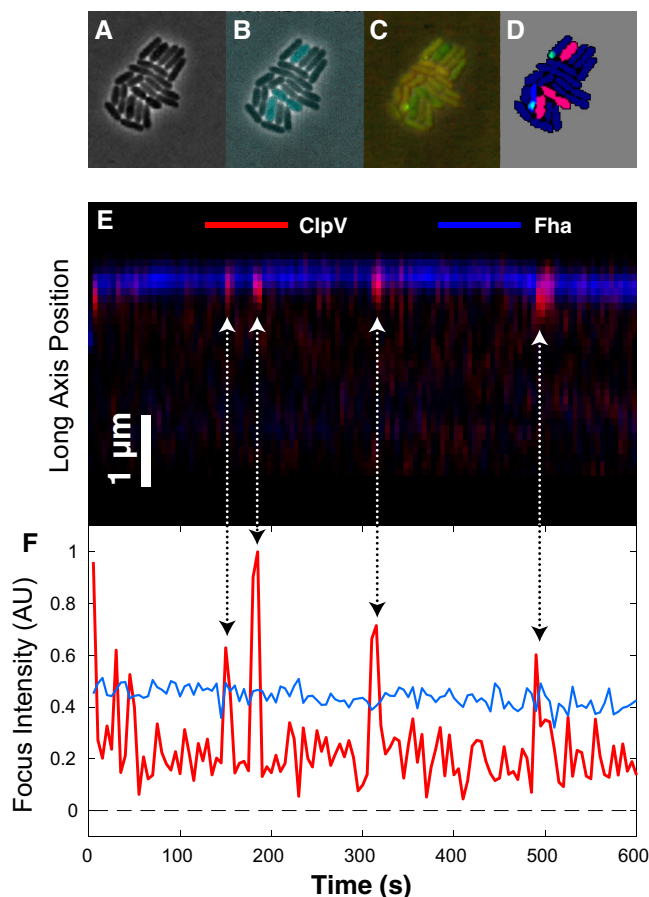 A B C D
E ClpV Fha
Long Axis Position
1 μm
F
Focus Intensity (AU)
1
0.8
0.6
0.4
0.2
0
0 100 200 300 400 500 600
Time (s)